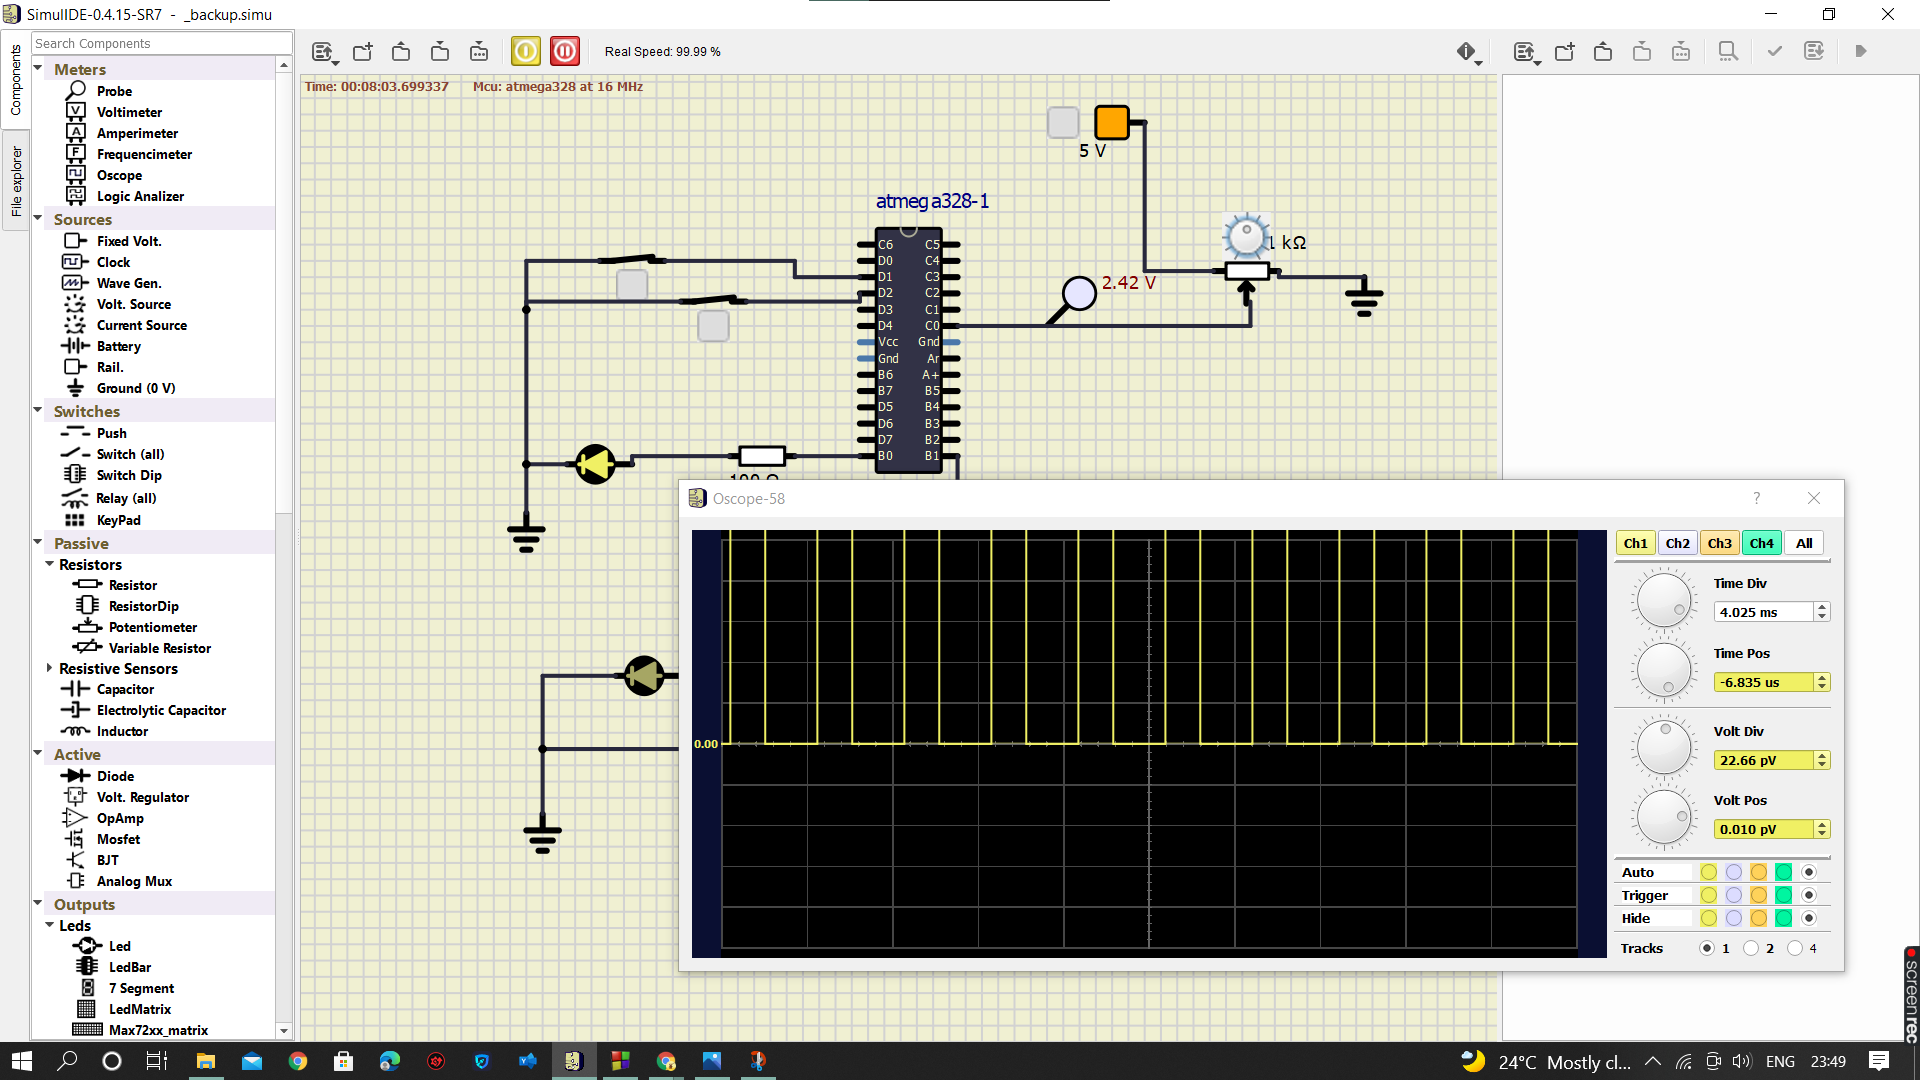 SimulIDE-0.4.15-SR7 - _backup.simu
Components
File explorer
Search Components
Meters
Probe
Voltimeter
Amperimeter
Frequencimeter
Oscope
Logic Analizer
Sources
Fixed Volt.
Clock
Wave Gen.
Volt. Source
Current Source
Battery
Rail.
Ground (0 V)
Switches
Push
Switch (all)
Switch Dip
Relay (all)
KeyPad
Passive
Resistors
Resistor
ResistorDip
Potentiometer
Variable Resistor
Resistive Sensors
Capacitor
Electrolytic Capacitor
Inductor
Active
Diode
Volt. Regulator
OpAmp
Mosfet
BJT
Analog Mux
Outputs
Leds
Led
LedBar
7 Segment
LedMatrix
Max72xx_matrix
Real Speed: 99.99 %
Time: 00:08:03.699337 Mcu: atmega328 at 16 MHz
5 V
atmega328-1
1 kΩ
2.42 V
C6 C5
D0 C4
D1 C3
D2 C2
D3 C1
D4 C0
Vcc Gnd
Gnd Ar
B6 A+
B7 B5
D5 B4
D6 B3
D7 B2
B0 B1
100 Ω
Oscope-58
?
0.00
Ch1 Ch2 Ch3 Ch4 All
Time Div
4.025 ms
Time Pos
-6.835 us
Volt Div
22.66 pV
Volt Pos
0.010 pV
Auto
Trigger
Hide
Tracks 1 2 4
screenrec
24°C Mostly cl... ENG 23:49